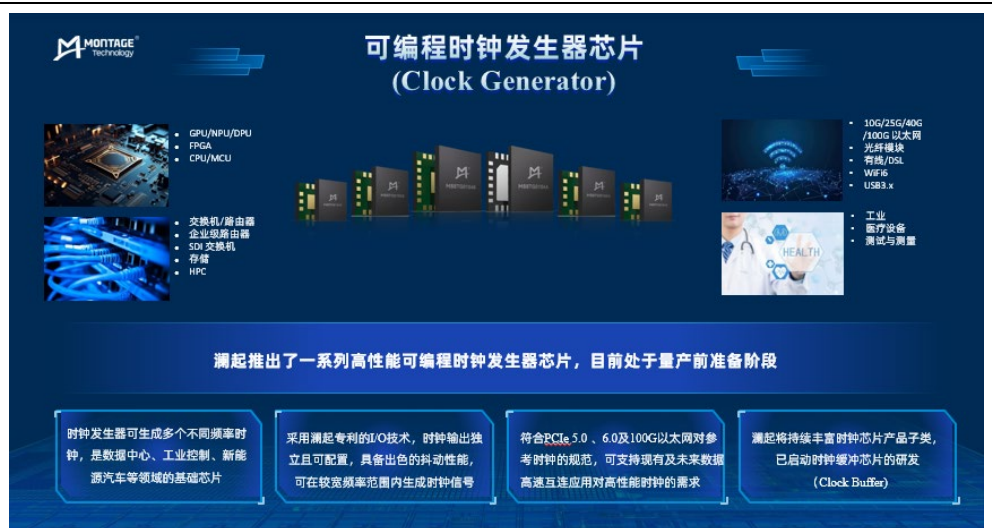 MONTAGE®
Technology
可编程时钟发生器芯片
(Clock Generator)
GPU/NPU/DPU
FPGA
CPU/MCU
交换机/路由器
企业级路由器
SDI 交换机
存储
HPC
10G/25G/40G
/100G 以太网
光纤模块
有线/DSL
WiFi6
USB3.x
HEALTH
工业
医疗设备
测试与测量
澜起推出了一系列高性能可编程时钟发生器芯片，目前处于量产前准备阶段
时钟发生器可生成多个不同频率时
钟，是数据中心、工业控制、新能
源汽车等领域的基础芯片
采用澜起专利的I/O技术，时钟输出独
立且可配置，具备出色的抖动性能，
可在较宽频率范围内生成时钟信号
符合PCIe 5.0 、6.0及100G以太网对参
考时钟的规范，可支持现有及未来数据
高速互连应用对高性能时钟的需求
澜起将持续丰富时钟芯片产品子类，
已启动时钟缓冲芯片的研发
（Clock Buffer）